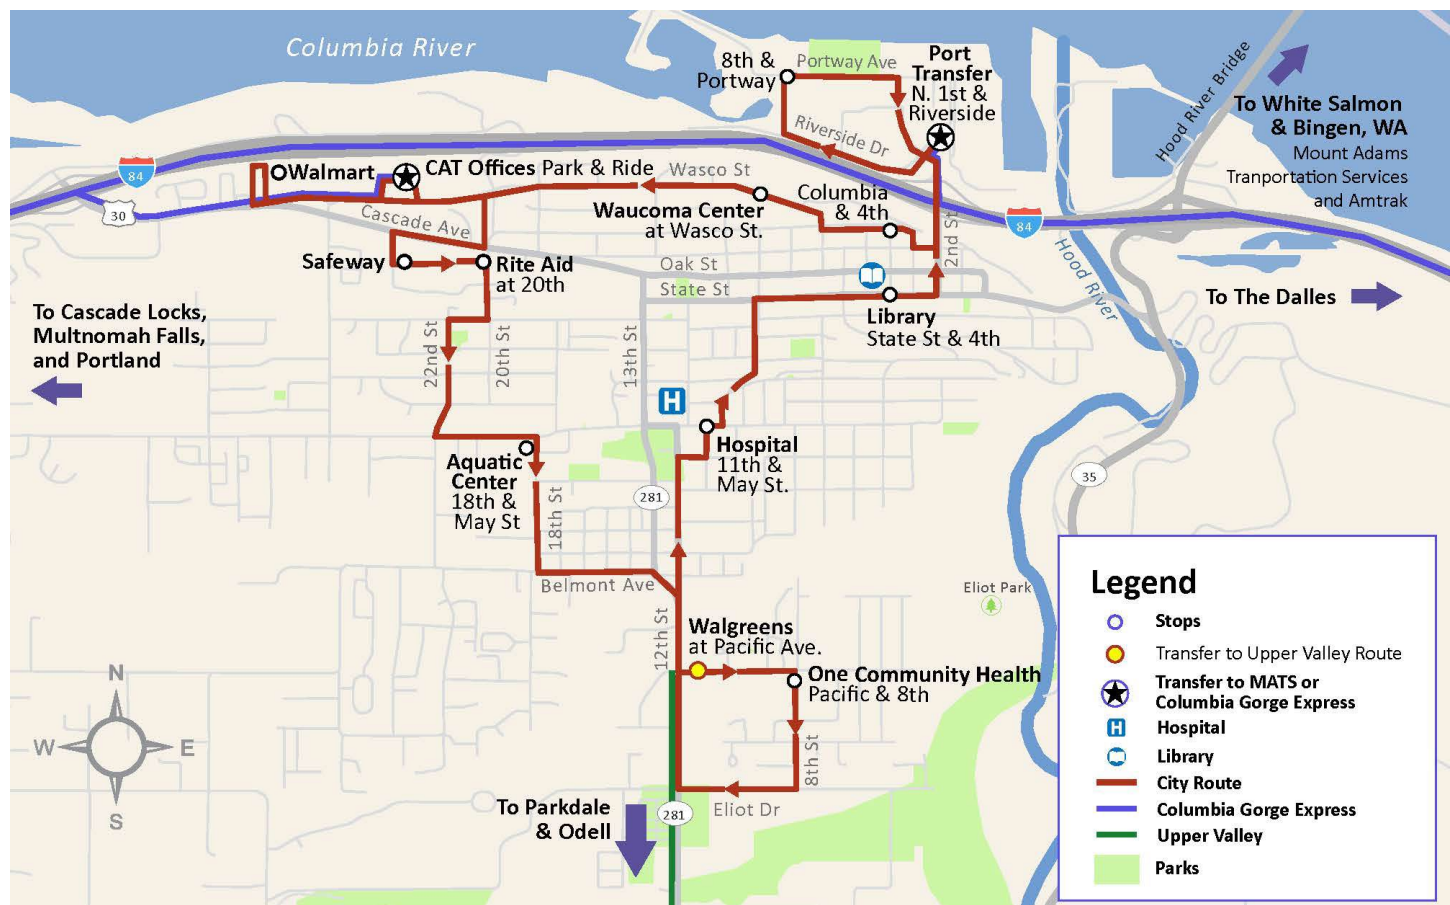 Columbia River
8th &
Portway
Portway Ave
Port
Transfer
N. 1st &
Riverside
Riverside Dr
Hood River Bridge
To White Salmon
& Bingen, WA
Mount Adams
Tranportation Services
and Amtrak
84
30
Walmart
CAT Offices Park & Ride
Wasco St
Columbia
& 4th
Waucoma Center
at Wasco St.
Cascade Ave
2nd St
84
Hood River
Safeway
Rite Aid
at 20th
Oak St
State St
Library
State St & 4th
To The Dalles
To Cascade Locks,
Multnomah Falls,
and Portland
22nd St
20th St
13th St
H
Hospital
11th &
May St.
Aquatic
Center
18th &
May St
18th St
281
35
Belmont Ave
Eliot Park
12th St
Walgreens
at Pacific Ave.
One Community Health
Pacific & 8th
8th St
Eliot Dr
281
To Parkdale
& Odell
N
W
E
S
Legend
Stops
Transfer to Upper Valley Route
Transfer to MATS or
Columbia Gorge Express
H
Hospital
Library
City Route
Columbia Gorge Express
Upper Valley
Parks